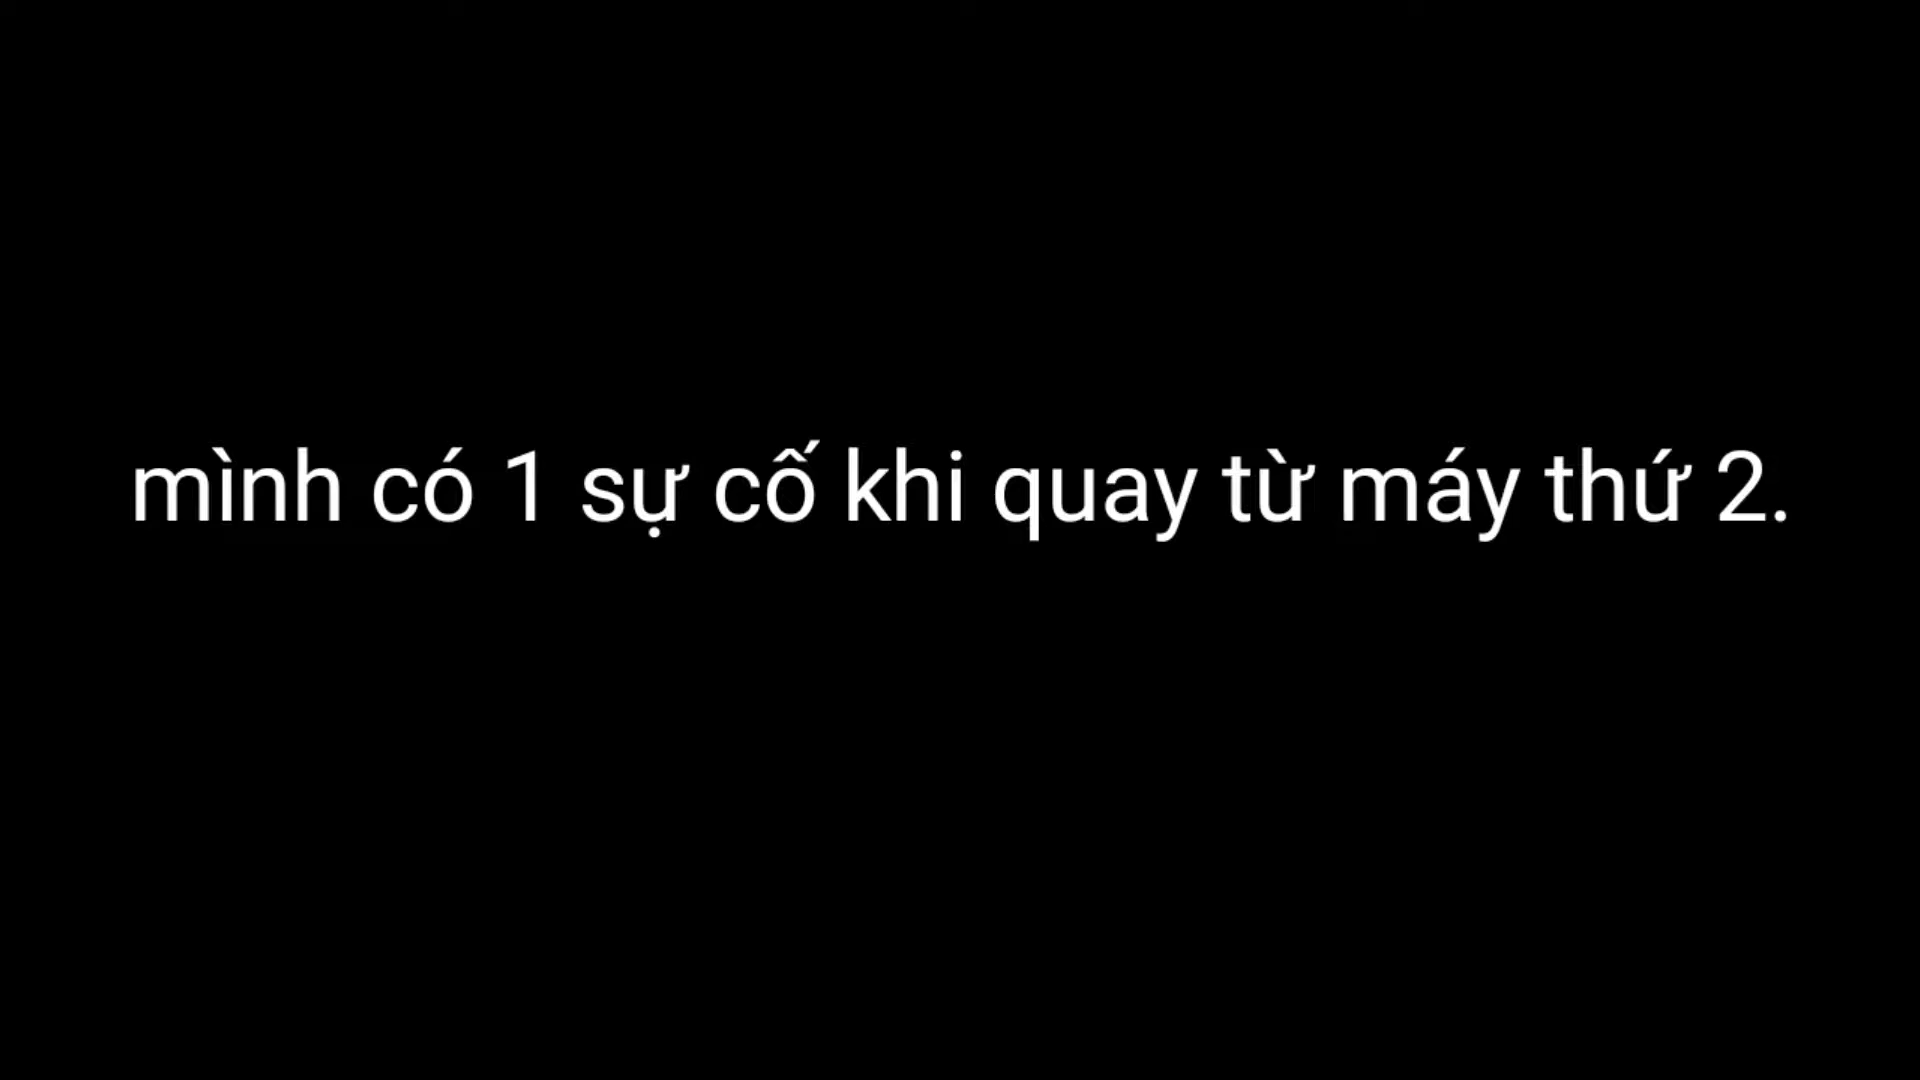 mình có 1 sự cố khi quay từ máy thứ 2.